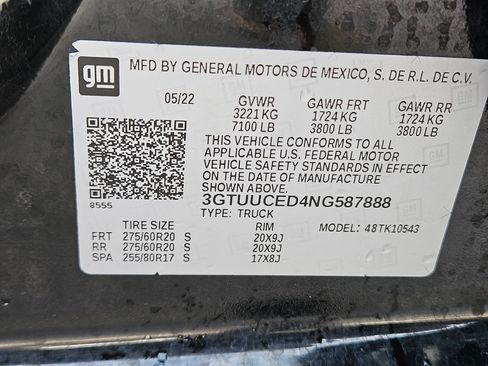 gm
MFD BY GENERAL MOTORS DE MEXICO, S. DE R.L. DE C.V.
05/22 GVWR GAWR FRT GAWR RR
3221 KG 1724 KG 1724 KG
7100 LB 3800 LB 3800 LB
THIS VEHICLE CONFORMS TO ALL
APPLICABLE U.S. FEDERAL MOTOR
VEHICLE SAFETY STANDARDS IN EFFECT
ON THE DATE OF MANUFACTURE
SHOWN ABOVE.
8555 3GTUUCED4NG587888
TYPE: TRUCK MODEL: 48TK10543
TIRE SIZE RIM
FRT 275/60R20 S 20X9J
RR 275/60R20 S 20X9J
SPA 255/80R17 S 17X8J